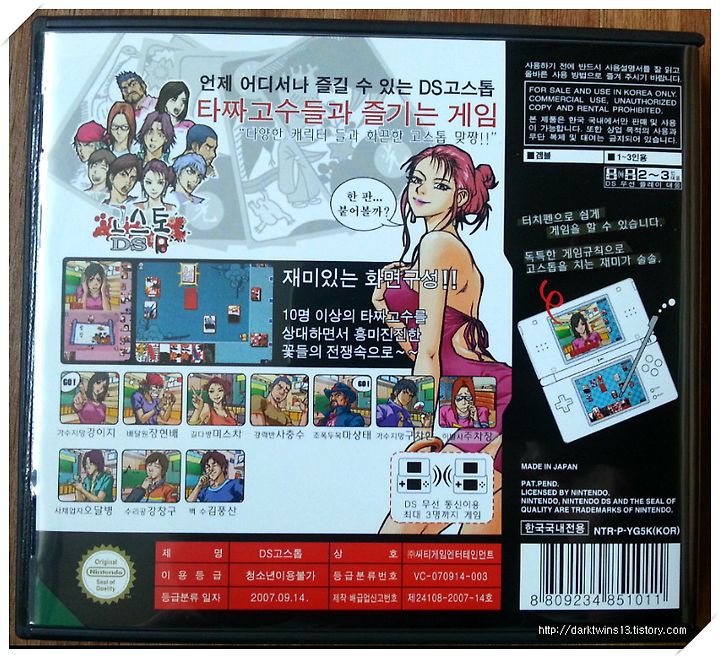 언제 어디서나 즐길 수 있는 DS고스톱
타짜고수들과 즐기는 게임
"다양한 캐릭터 들과 화끈한 고스톱 맞짱!!"
고스톱
DS
한 판...
붙어볼까?
재미있는 화면구성!!
10명 이상의 타짜고수를
상대하면서 흥미진진한
꽃들의 전쟁속으로~~
GO!
GO!
가수지망강이지
배달원장연배
길다방미스차
강력반사중수
조폭두목마상태
사채업자오달병
수리공강창구
백 수김풍산
DS 무선 통신이용
최대 3명까지 게임
사용하기 전에 반드시 사용설명서를 잘 읽고
올바른 사용 방법으로 즐겨 주시기 바랍니다.
FOR SALE AND USE IN KOREA ONLY.
COMMERCIAL USE, UNAUTHORIZED
COPY AND RENTAL PROHIBITED.
본 제품은 한국 국내에서만 판매 및 사용
이 가능합니다. 또한 상업 목적의 사용과
무단 복제 및 대여는 금지되어 있습니다.
■겜블
■1~3인용
2~3
DS 무선 플레이 대응
터치펜으로 쉽게
게임을 할 수 있습니다.
독특한 게임규칙으로
고스톱을 치는 재미가 솔솔.
MADE IN JAPAN
PAT.PEND.
LICENSED BY NINTENDO.
NINTENDO, NINTENDO DS AND THE SEAL OF
QUALITY ARE TRADEMARKS OF NINTENDO.
한국국내전용
NTR-P-YG5K(KOR)
8 809234 851011
Original
Nintendo
Seal of
Quality
제 명 DS고스톱 상 호 ㈜씨티게임엔터테인먼트
이 용 등 급 청소년이용불가 등급분류번호 VC-070914-003
등급분류 일자 2007.09.14. 제작·배급업신고번호 제24108-2007-14호
http://darktwins13.tistory.com